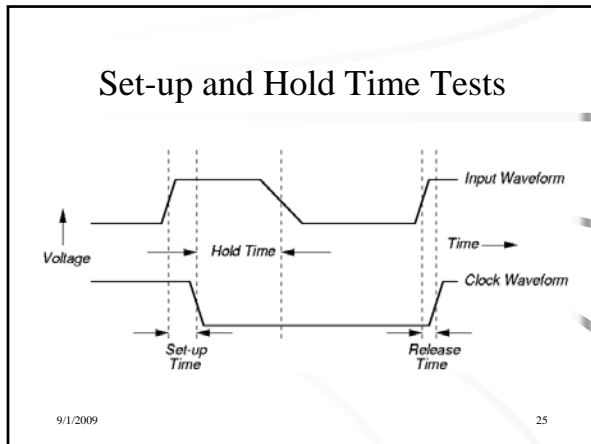 Set-up and Hold Time Tests
Input Waveform
Voltage
Hold Time
Time
Clock Waveform
Set-up
Time
Release
Time
9/1/2009
25